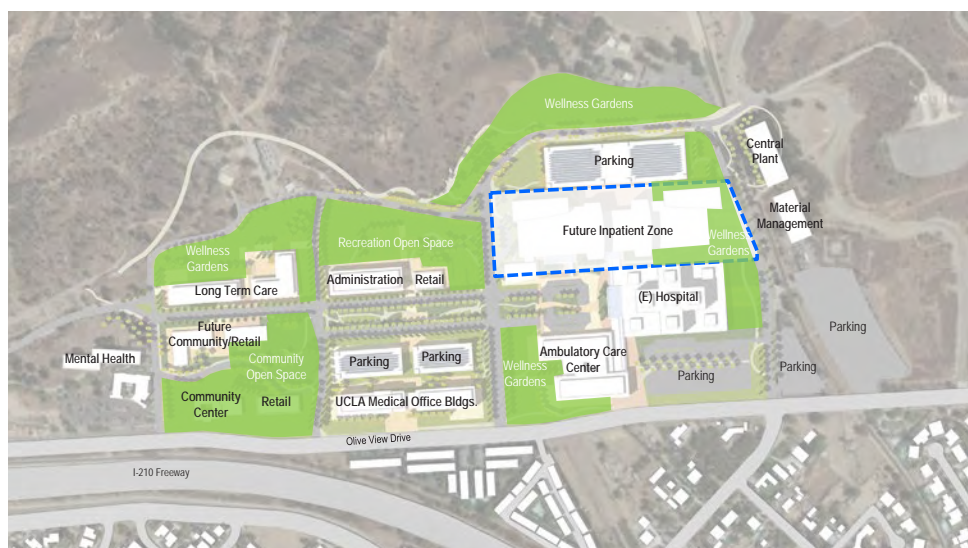 Wellness Gardens
Central
Plant
Parking
Material
Management
Future Inpatient Zone
Wellness
Gardens
Recreation Open Space
Wellness
Gardens
Administration
Retail
Long Term Care
(E) Hospital
Future
Community/Retail
Parking
Mental Health
Community
Open Space
Parking
Parking
Ambulatory Care
Center
Wellness
Gardens
Parking
Parking
Community
Center
Retail
UCLA Medical Office Bldgs.
Olive View Drive
I-210 Freeway